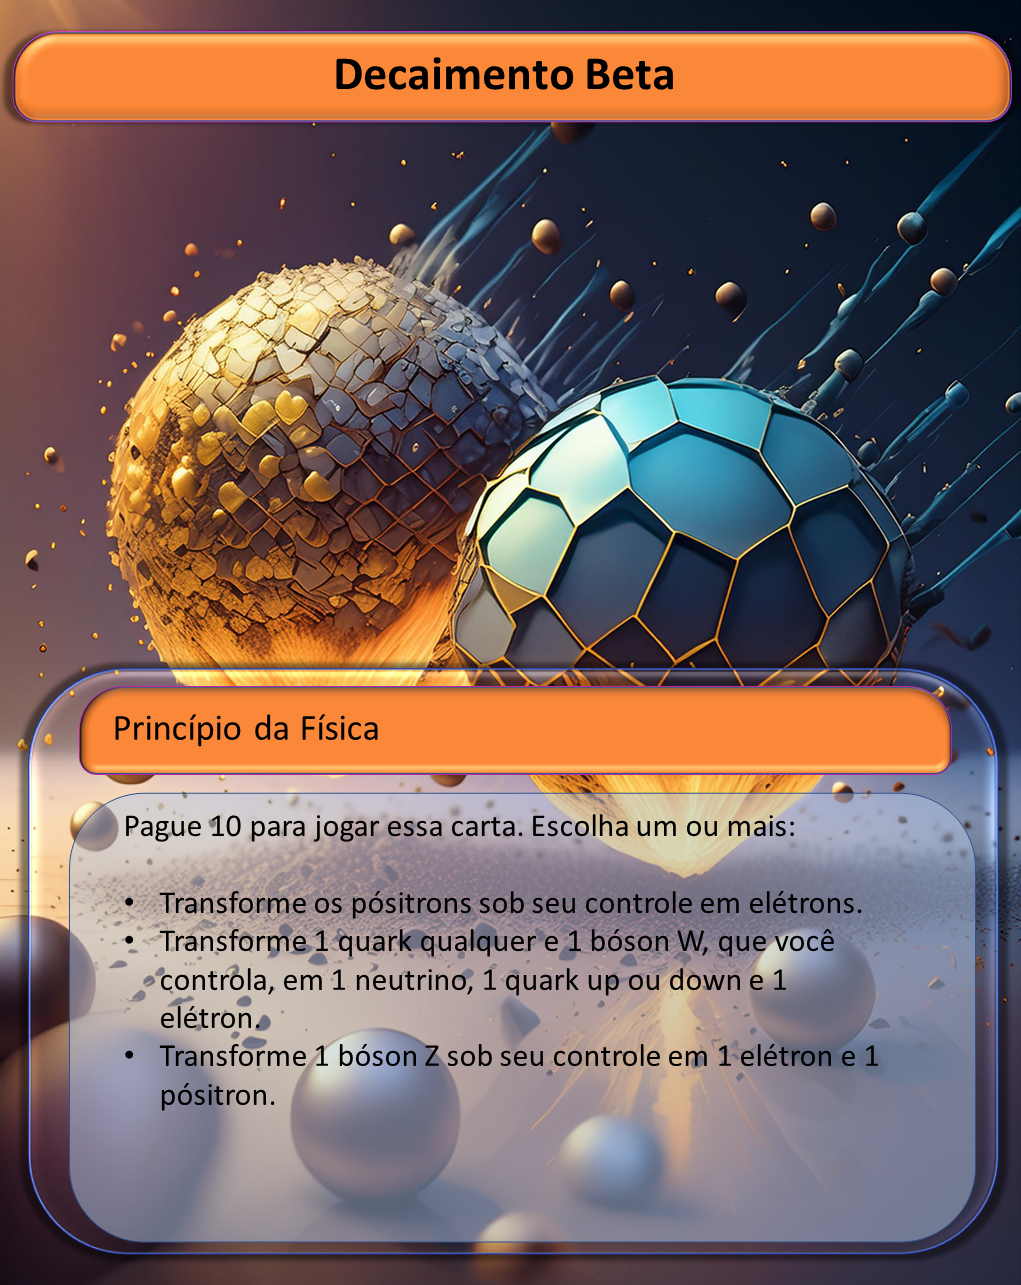 Decaimento Beta
Princípio da Física
Pague 10 para jogar essa carta. Escolha um ou mais:
• Transforme os pósitrons sob seu controle em elétrons.
• Transforme 1 quark qualquer e 1 bóson W, que você
controla, em 1 neutrino, 1 quark up ou down e 1
elétron.
• Transforme 1 bóson Z sob seu controle em 1 elétron e 1
pósitron.